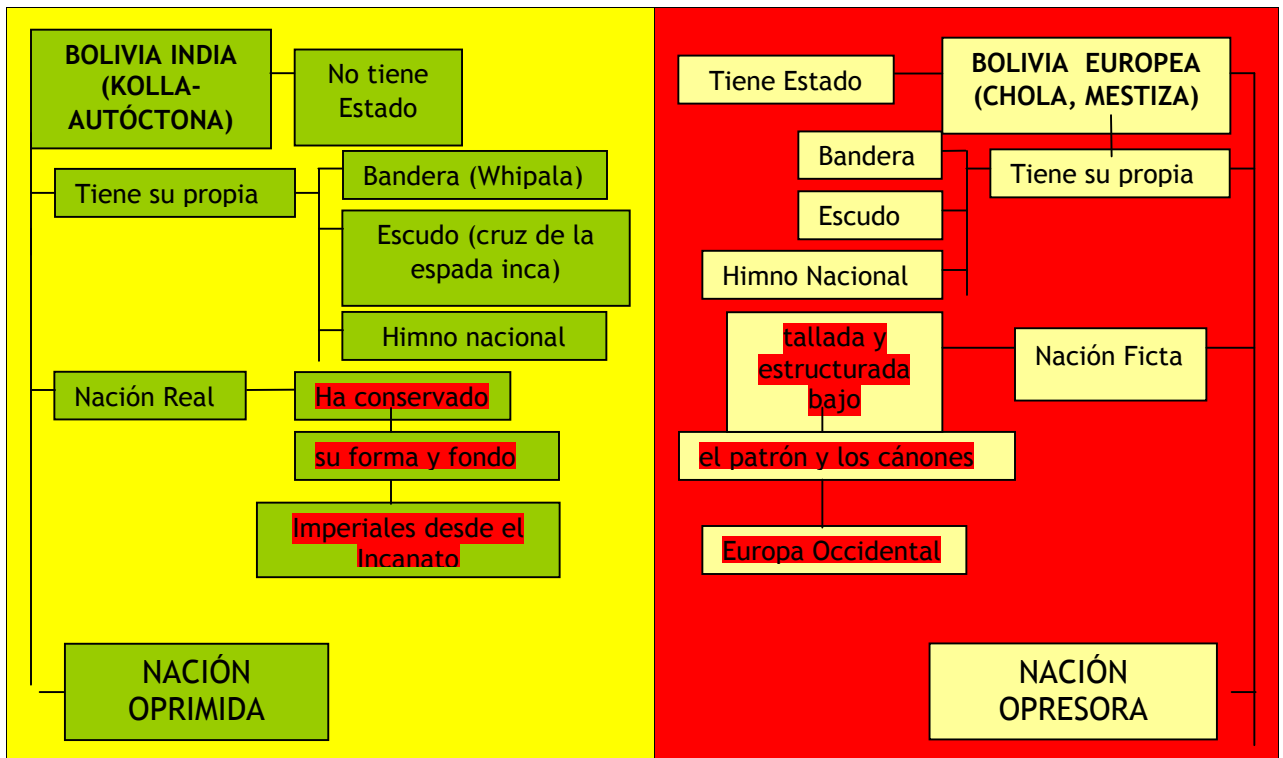 BOLIVIA INDIA
(KOLLA-
AUTÓCTONA)
No tiene
Estado
Tiene su propia
Bandera (Whipala)
Escudo (cruz de la
espada inca)
Himno nacional
Nación Real
Ha conservado
su forma y fondo
Imperiales desde el
Incanato
NACIÓN
OPRIMIDA
BOLIVIA EUROPEA
(CHOLA, MESTIZA)
Tiene Estado
Tiene su propia
Bandera
Escudo
Himno Nacional
Nación Ficta
tallada y
estructurada
bajo
el patrón y los cánones
Europa Occidental
NACIÓN
OPRESORA